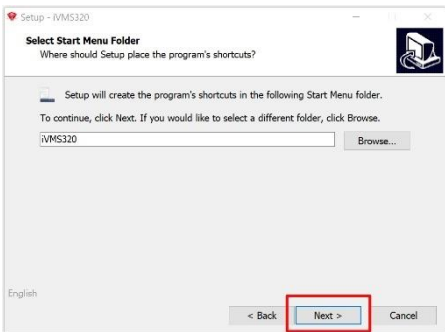 Setup - iVMS320
Select Start Menu Folder
Where should Setup place the program's shortcuts?
Setup will create the program's shortcuts in the following Start Menu folder.
To continue, click Next. If you would like to select a different folder, click Browse.
iVMS320
Browse...
English
< Back
Next >
Cancel